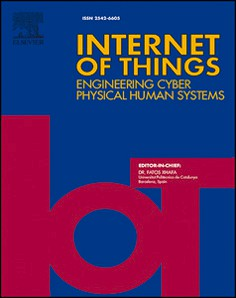 ISSN 2542-6605
ELSEVIER
INTERNET OF
THINGS
ENGINEERING CYBER
PHYSICAL HUMAN SYSTEMS
EDITOR-IN-CHIEF:
DR. FATOS XHAFA
Universitat Politècnica de Catalunya
Barcelona, Spain
IoT